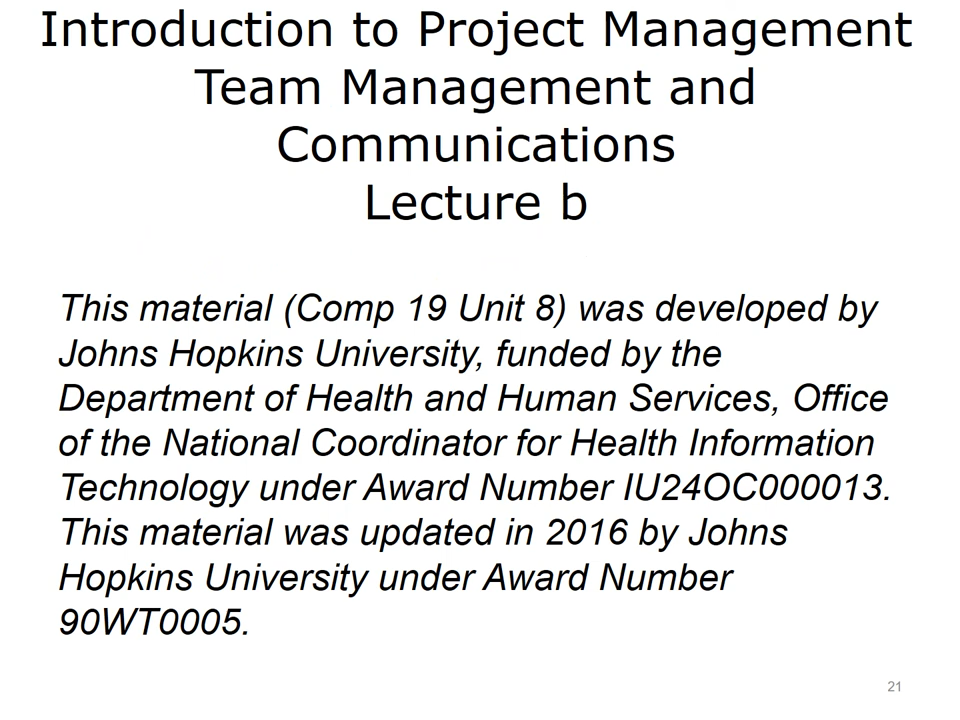 Introduction to Project Management
Team Management and
Communications
Lecture b
This material (Comp 19 Unit 8) was developed by
Johns Hopkins University, funded by the
Department of Health and Human Services, Office
of the National Coordinator for Health Information
Technology under Award Number IU24OC000013.
This material was updated in 2016 by Johns
Hopkins University under Award Number
90WT0005.
21